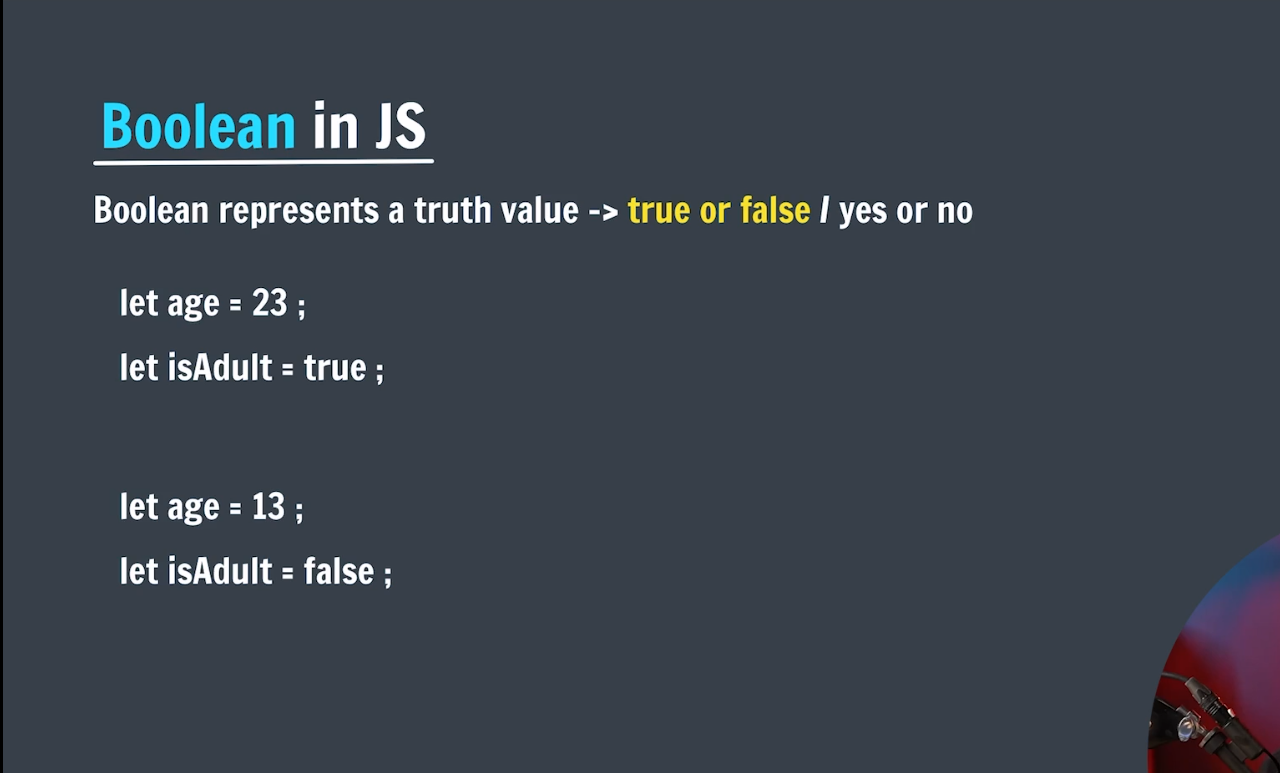 Boolean in JS
Boolean represents a truth value -> true or false / yes or no
let age = 23 ;
let isAdult = true ;
let age = 13 ;
let isAdult = false ;